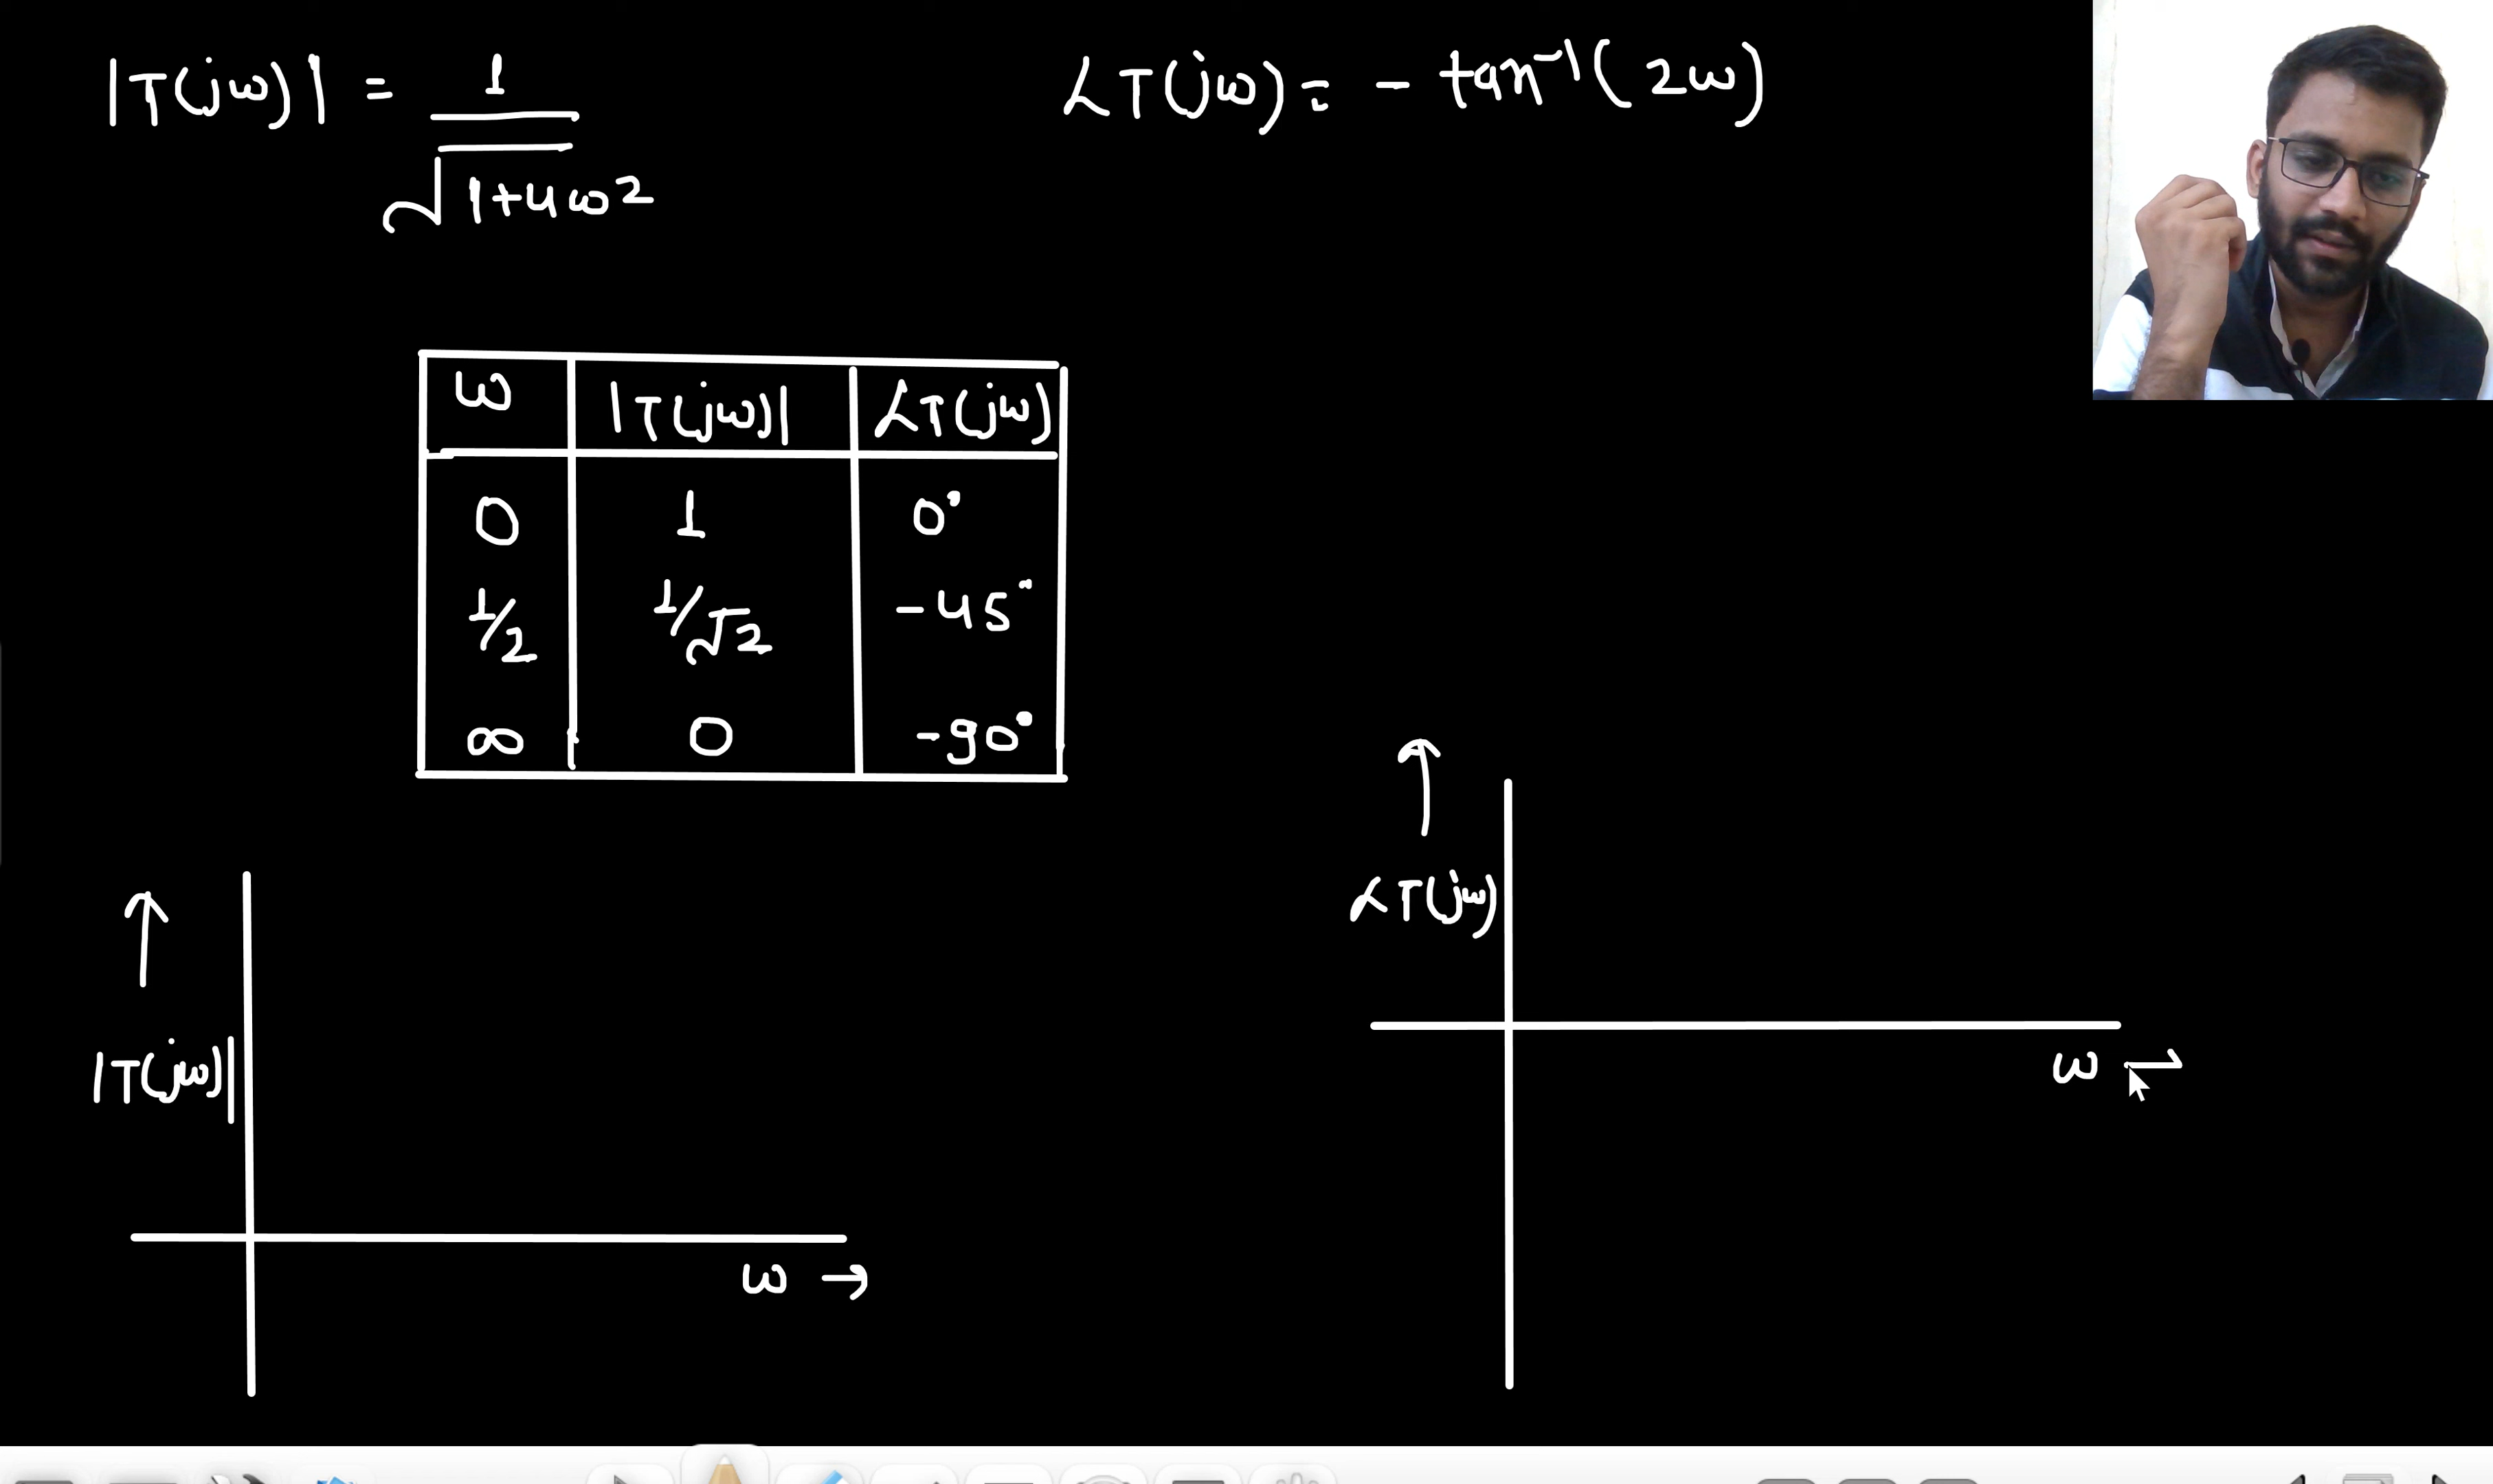 |T(jω)| = 1/√(1+4ω²)
∠T(jω) = - tan⁻¹(2ω)
ω |T(jω)| ∠T(jω)
0 1 0°
1/2 1/√2 -45°
∞ 0 -90°
↑
∠T(jω)
ω ⇀
↑
|T(jω)|
ω →